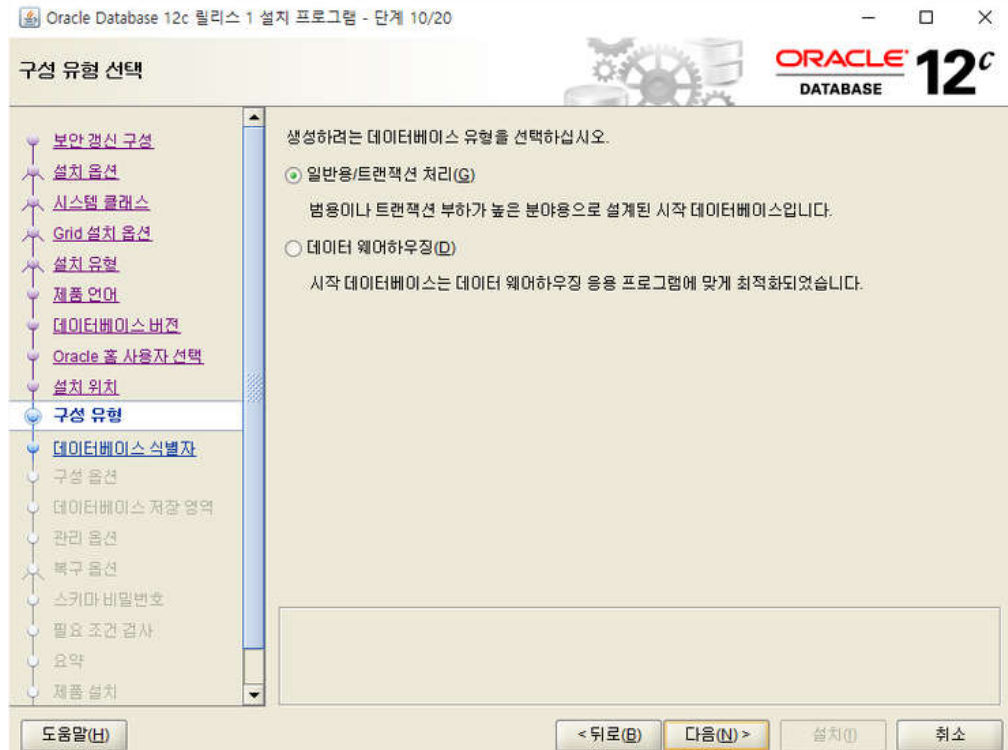 Oracle Database 12c 릴리스 1 설치 프로그램 - 단계 10/20
구성 유형 선택
ORACLE
DATABASE
12c
보안 갱신 구성
설치 옵션
시스템 클래스
Grid 설치 옵션
설치 유형
제품 언어
데이터베이스 버전
Oracle 홈 사용자 선택
설치 위치
구성 유형
데이터베이스 식별자
구성 옵션
데이터베이스 저장 영역
관리 옵션
복구 옵션
스키마 비밀번호
필요 조건 검사
요약
제품 설치
생성하려는 데이터베이스 유형을 선택하십시오.
일반용/트랜잭션 처리(G)
범용이나 트랜잭션 부하가 높은 분야용으로 설계된 시작 데이터베이스입니다.
데이터 웨어하우징(D)
시작 데이터베이스는 데이터 웨어하우징 응용 프로그램에 맞게 최적화되었습니다.
도움말(H)
< 뒤로(B)
다음(N) >
설치(I)
취소